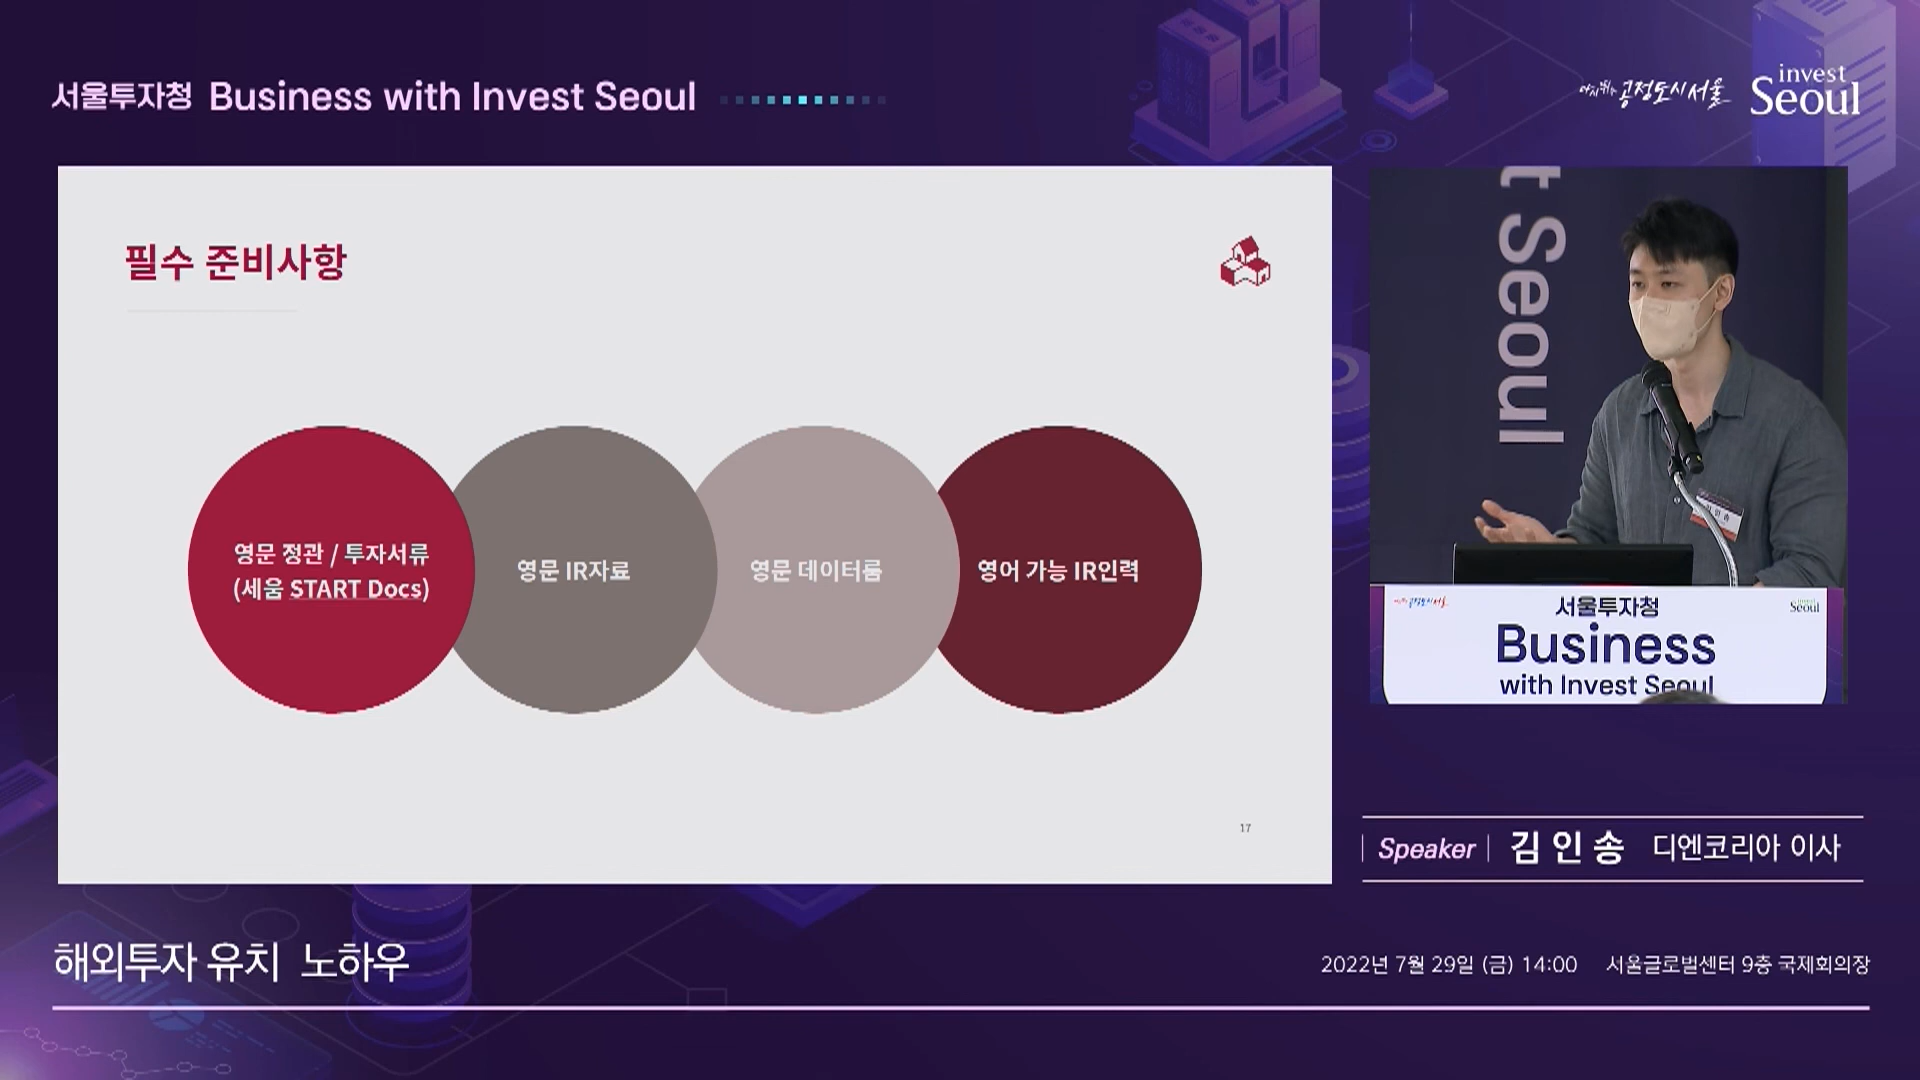 서울투자청 Business with Invest Seoul
공정도시서울
invest
Seoul
필수 준비사항
영문 정관 / 투자서류
(세움 START Docs)
영문 IR자료
영문 데이터룸
영어 가능 IR인력
17
t Seoul
서울투자청
Seoul
Business
with Invest Seoul
Speaker 김인송 디엔코리아 이사
해외투자 유치 노하우
2022년 7월 29일 (금) 14:00 서울글로벌센터 9층 국제회의장